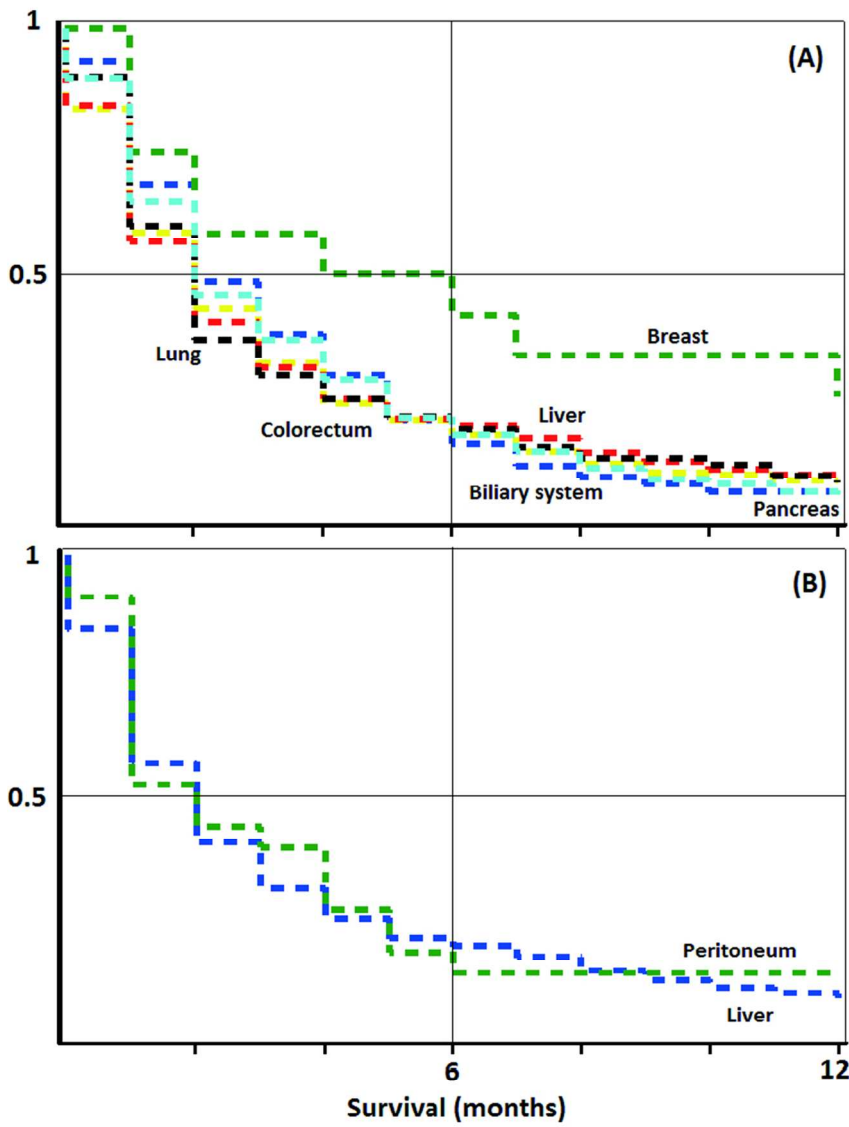 1
(A)
0.5
Breast
Lung
Liver
Colorectum
Biliary system
Pancreas
1
(B)
0.5
Peritoneum
Liver
6
12
Survival (months)